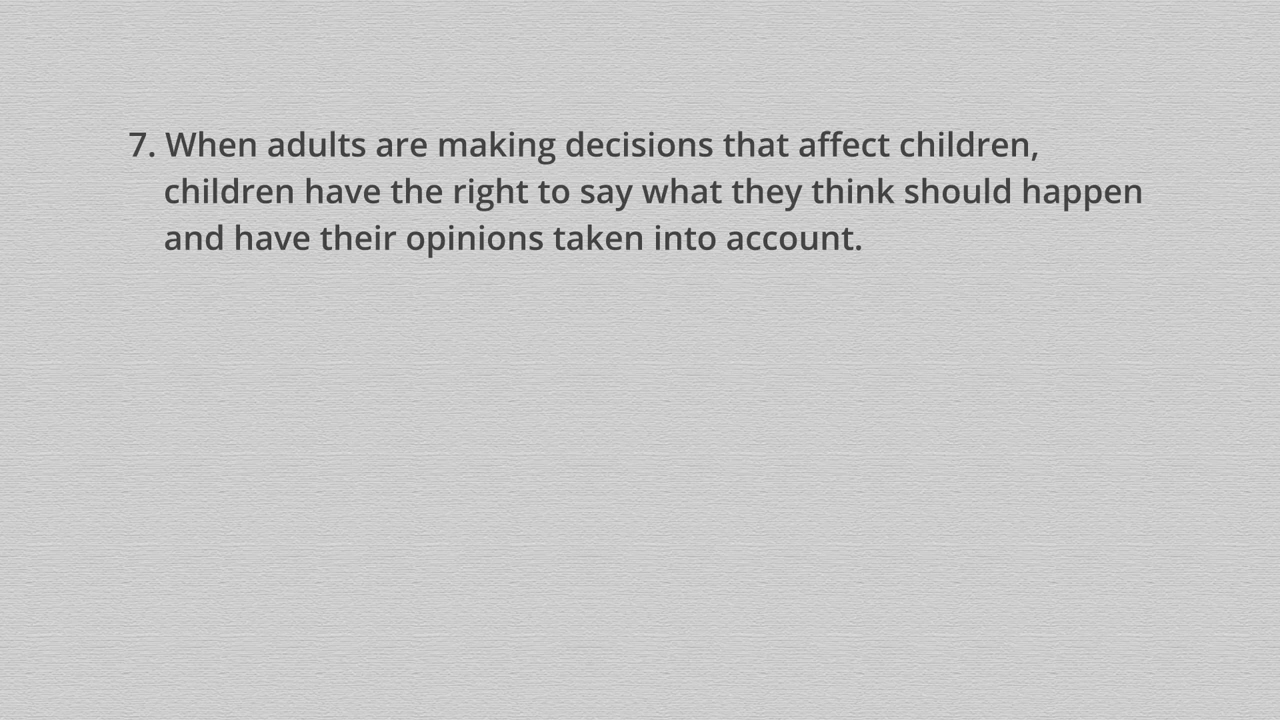 7. When adults are making decisions that affect children,
children have the right to say what they think should happen
and have their opinions taken into account.